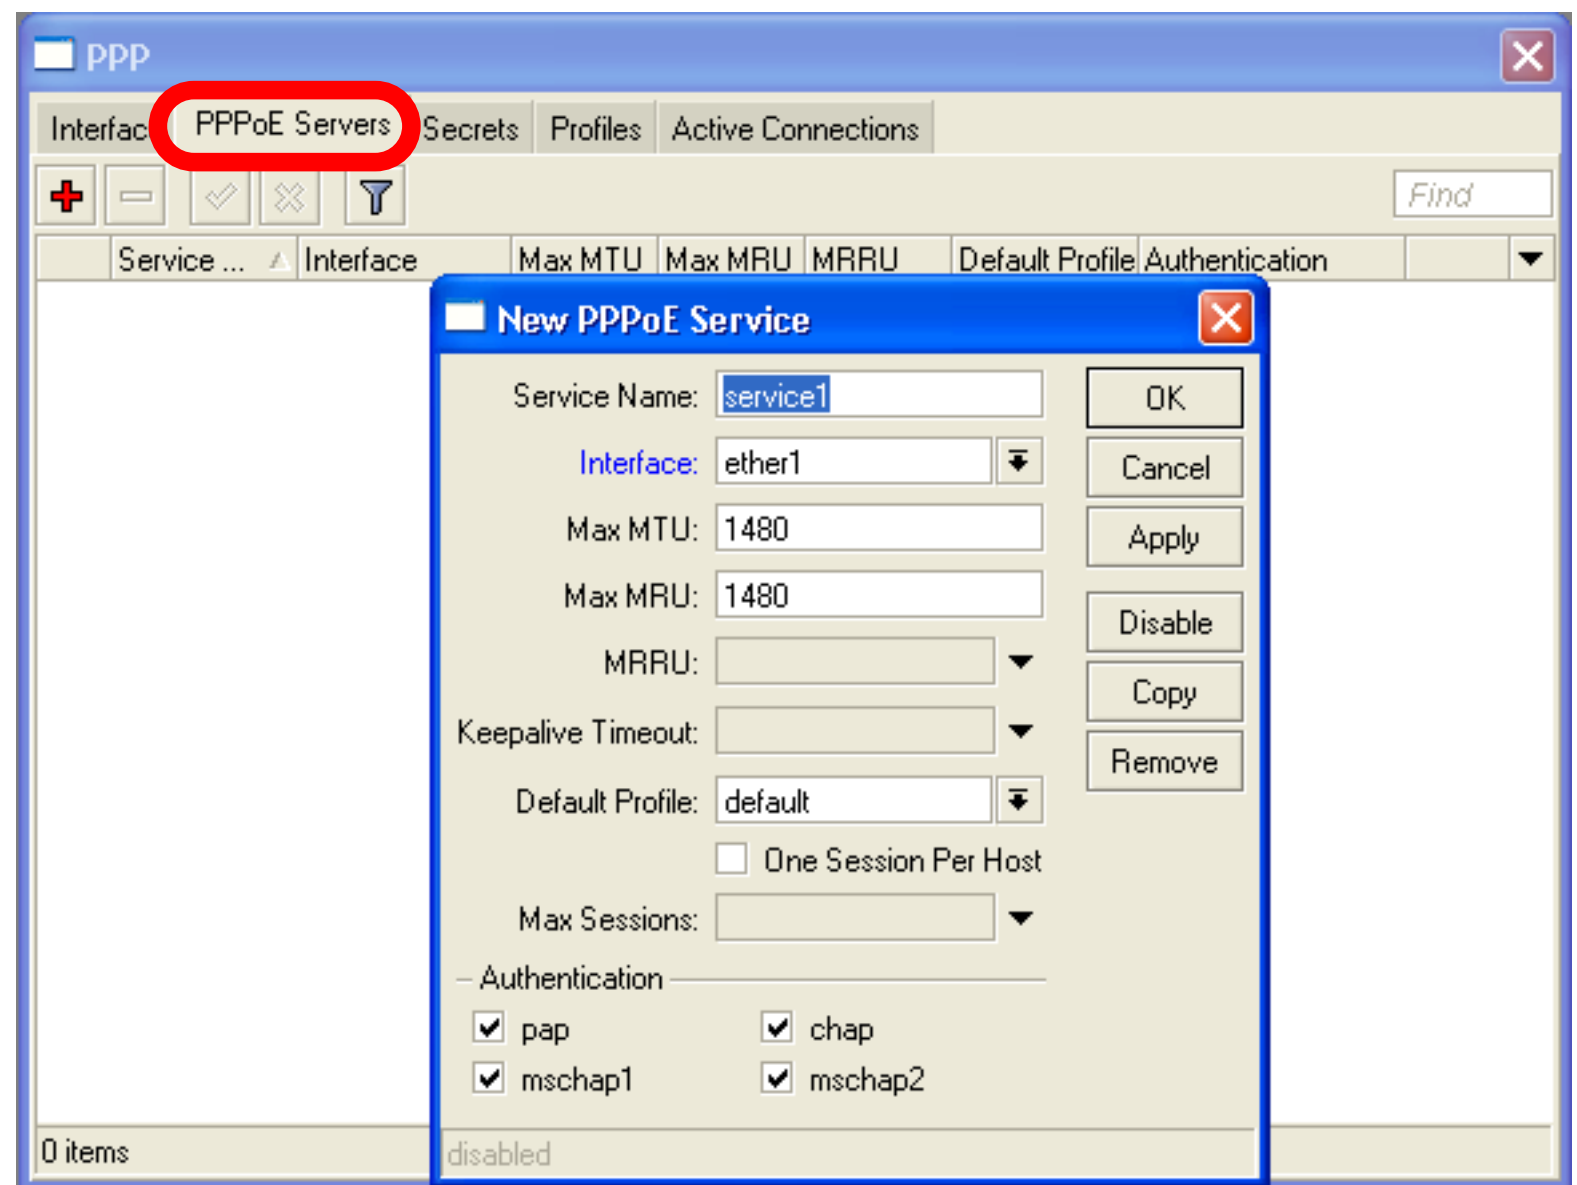 PPP
Interface PPPoE Servers Secrets Profiles Active Connections
Find
Service ... Interface Max MTU Max MRU MRRU Default Profile Authentication
New PPPoE Service
Service Name: service1 OK
Interface: ether1 Cancel
Max MTU: 1480 Apply
Max MRU: 1480 Disable
MRRU: Copy
Keepalive Timeout: Remove
Default Profile: default
One Session Per Host
Max Sessions:
Authentication
pap chap
mschap1 mschap2
0 items disabled